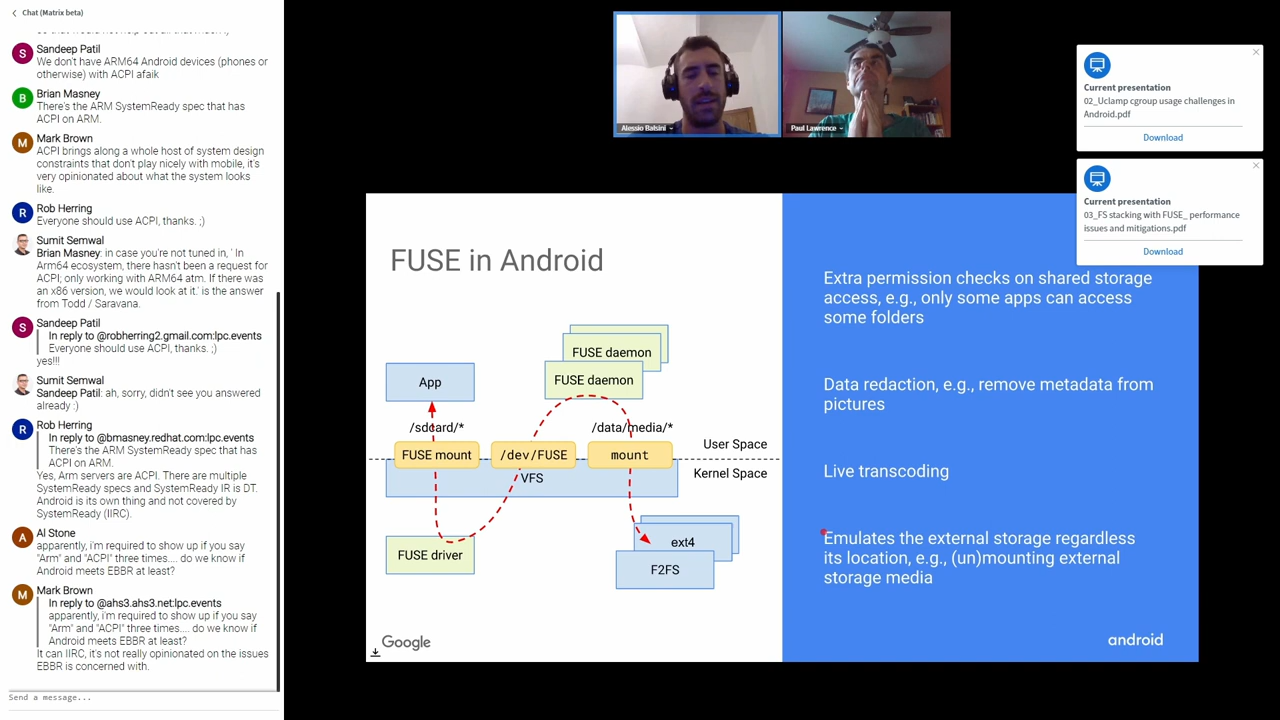 Chat (Matrix beta)
Sandeep Patil
We don't have ARM64 Android devices (phones or
otherwise) with ACPI afaik
Brian Masney
There's the ARM SystemReady spec that has
ACPI on ARM.
Mark Brown
ACPI brings along a whole host of system design
constraints that don't play nicely with mobile, it's
very opinionated about what the system looks
like.
Rob Herring
Everyone should use ACPI, thanks. ;)
Sumit Semwal
Brian Masney: in case you're not tuned in, ' In
Arm64 ecosystem, there hasn't been a request for
ACPI; only working with ARM64 atm. If there was
an x86 version, we would look at.' is the answer
from Todd / Saravana.
Sandeep Patil
In reply to @robherring2.gmail.com:lpc.events
Everyone should use ACPI, thanks. ;)
yes!!!
Sumit Semwal
Sandeep Patil: ah, sorry, didn't see you answered
already :)
Rob Herring
In reply to @bmasney.redhat.com:lpc.events
There's the ARM SystemReady spec that has
ACPI on ARM.
Yes, Arm servers are ACPI. There are multiple
SystemReady specs and SystemReady IR is DT.
Android is its own thing and not covered by
SystemReady (IIRC).
Al Stone
apparently, i'm required to show up if you say
"Arm" and "ACPI" three times.... do we know if
Android meets EBBR at least?
Mark Brown
In reply to @ahs3.ahs3.net:lpc.events
apparently, i'm required to show up if you say
"Arm" and "ACPI" three times.... do we know if
Android meets EBBR at least?
It can IIRC, it's not really opinionated on the issues
EBBR is concerned with.
Send a message...
S
B
M
R
S
R
A
M
Alessio Balsini
Paul Lawrence
Current presentation
02_Uclamp cgroup usage challenges in
Android.pdf
Download
Current presentation
03_FS stacking with FUSE_ performance
issues and mitigations.pdf
Download
FUSE in Android
FUSE daemon
FUSE daemon
App
/sdcard/*
/data/media/*
User Space
FUSE mount
/dev/FUSE
mount
Kernel Space
VFS
FUSE driver
ext4
F2FS
Google
Extra permission checks on shared storage
access, e.g., only some apps can access
some folders
Data redaction, e.g., remove metadata from
pictures
Live transcoding
Emulates the external storage regardless
its location, e.g., (un)mounting external
storage media
android